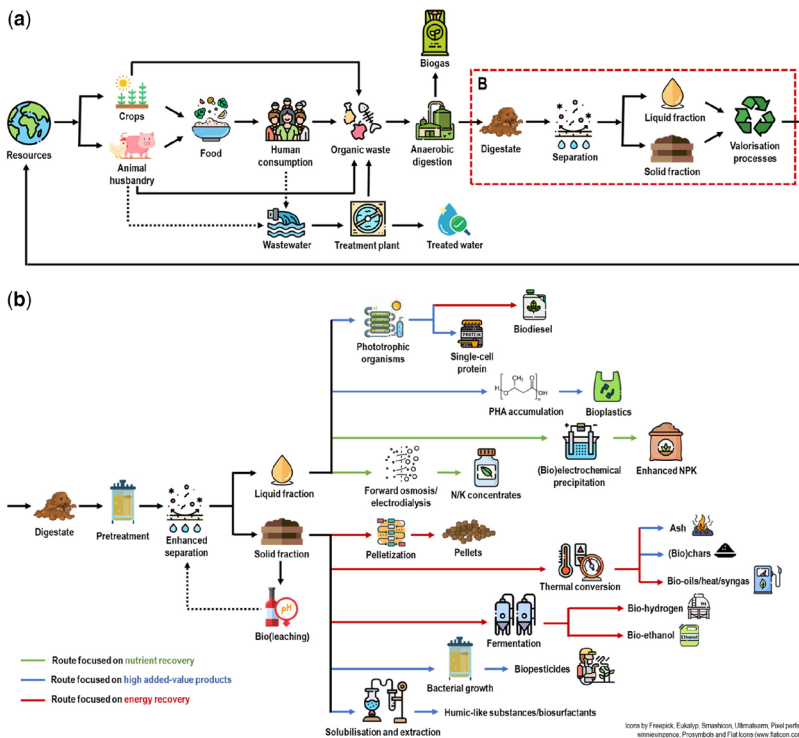 (a)
Biogas
B
Crops
Liquid fraction
Resources
Food
Human
consumption
Organic waste
Anaerobic
digestion
Digestate
Separation
Valorisation
processes
Animal
husbandry
Solid fraction
Wastewater
Treatment plant
Treated water
(b)
Phototrophic
organisms
Biodiesel
PROTEIN
Single-cell
protein
CH₃
O
H
O
OH
n
PHA accumulation
Bioplastics
Liquid fraction
Forward osmosis/
electrodialysis
N/K concentrates
(Bio)electrochemical
precipitation
Enhanced NPK
Digestate
Pretreatment
Enhanced
separation
Solid fraction
Pelletization
Pellets
Ash
(Bio)chars
Thermal conversion
Bio-oils/heat/syngas
pH
Bio(leaching)
Fermentation
Bio-hydrogen
Bio-ethanol
Ethanol
Route focused on nutrient recovery
Route focused on high added-value products
Route focused on energy recovery
Bacterial growth
Biopesticides
Solubilisation and extraction
Humic-like substances/biosurfactants
Icons by Freepick, Eukalyp, Smashicon, Ultimatearm, Pixel perf
winnievinzence, Prosymbols and Flat Icons (www.flaticon.com